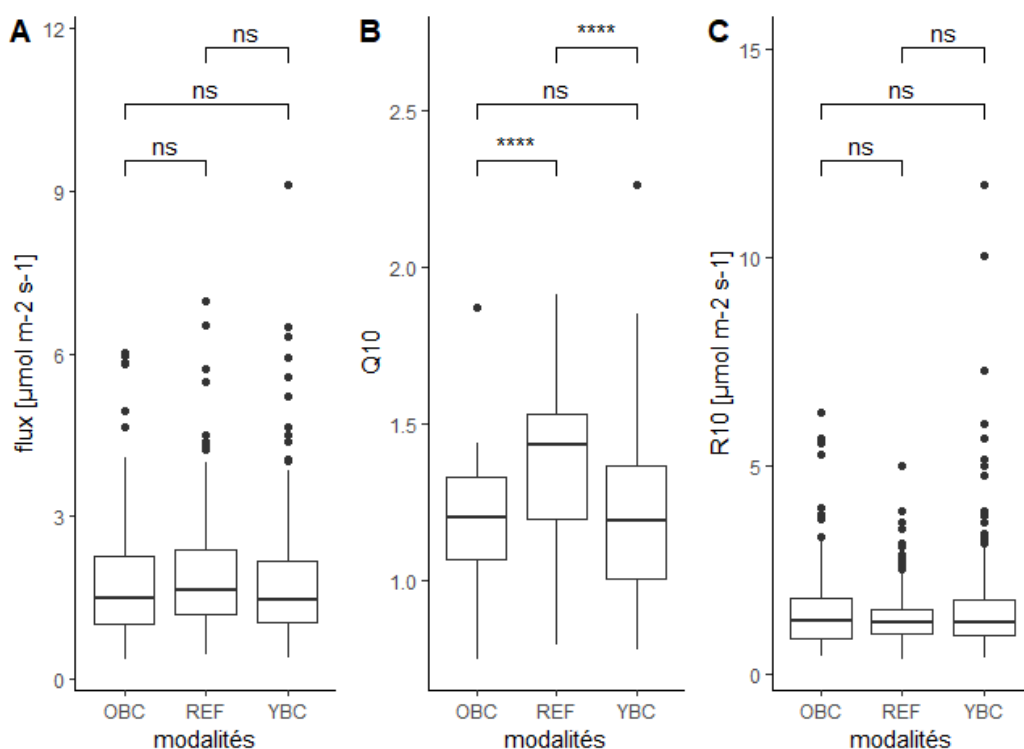 A
12
9
6
3
0
flux [µmol m-2 s-1]
ns
ns
ns
OBC REF YBC
modalités
B
2.5
2.0
1.5
1.0
Q10
****
ns
****
OBC REF YBC
modalités
C
15
10
5
0
R10 [µmol m-2 s-1]
ns
ns
ns
OBC REF YBC
modalités